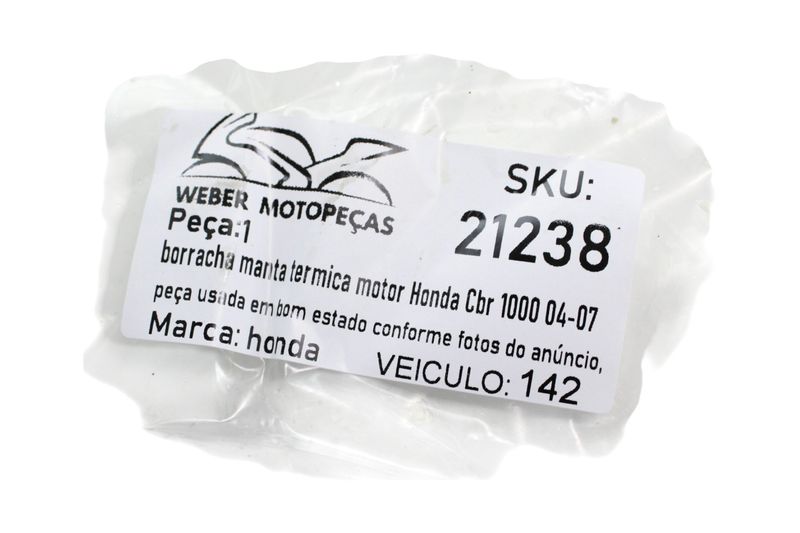 WEBER MOTOPEÇAS
SKU:
21238
Peça:1
borracha manta termica motor Honda Cbr 1000 04-07
peça usada em bom estado conforme fotos do anúncio,
Marca: honda
VEICULO: 142